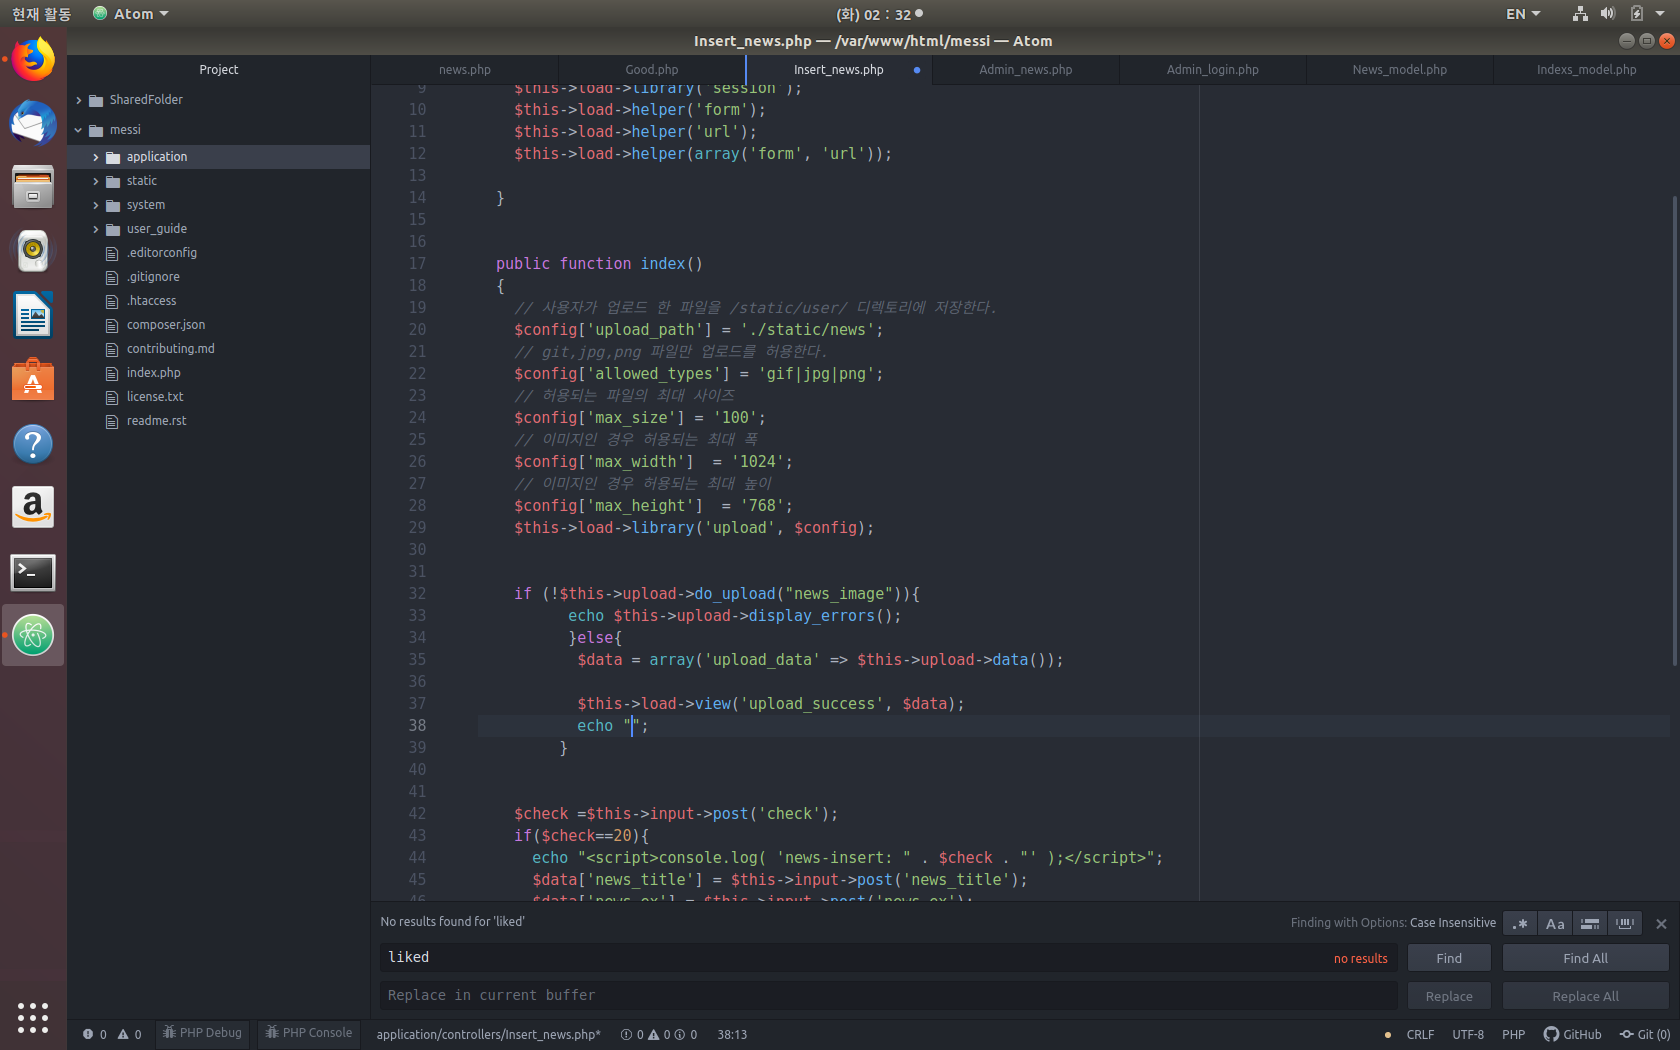 현재 활동
Atom
(화) 02 : 32
EN
Insert_news.php — /var/www/html/messi — Atom
Project
news.php
Good.php
Insert_news.php
Admin_news.php
Admin_login.php
News_model.php
Indexs_model.php
SharedFolder
messi
application
static
system
user_guide
.editorconfig
.gitignore
.htaccess
composer.json
contributing.md
index.php
license.txt
readme.rst
9 $this->load->library('session');
10 $this->load->helper('form');
11 $this->load->helper('url');
12 $this->load->helper(array('form', 'url'));
13
14 }
15
16
17 public function index()
18 {
19 // 사용자가 업로드 한 파일을 /static/user/ 디렉토리에 저장한다.
20 $config['upload_path'] = './static/news';
21 // git,jpg,png 파일만 업로드를 허용한다.
22 $config['allowed_types'] = 'gif|jpg|png';
23 // 허용되는 파일의 최대 사이즈
24 $config['max_size'] = '100';
25 // 이미지인 경우 허용되는 최대 폭
26 $config['max_width']  = '1024';
27 // 이미지인 경우 허용되는 최대 높이
28 $config['max_height']  = '768';
29 $this->load->library('upload', $config);
30
31
32 if (!$this->upload->do_upload("news_image")){
33 echo $this->upload->display_errors();
34 }else{
35 $data = array('upload_data' => $this->upload->data());
36
37 $this->load->view('upload_success', $data);
38 echo "";
39 }
40
41
42 $check =$this->input->post('check');
43 if($check==20){
44 echo "<script>console.log( 'news-insert: " . $check . "' );</script>";
45 $data['news_title'] = $this->input->post('news_title');
46 $data['news_ex'] = $this->input->post('news_ex');
No results found for 'liked'
Finding with Options: Case Insensitive
.*
Aa
liked
no results
Find
Find All
Replace in current buffer
Replace
Replace All
0
0
PHP Debug
PHP Console
application/controllers/Insert_news.php*
0
0
0
38:13
CRLF
UTF-8
PHP
GitHub
Git (0)